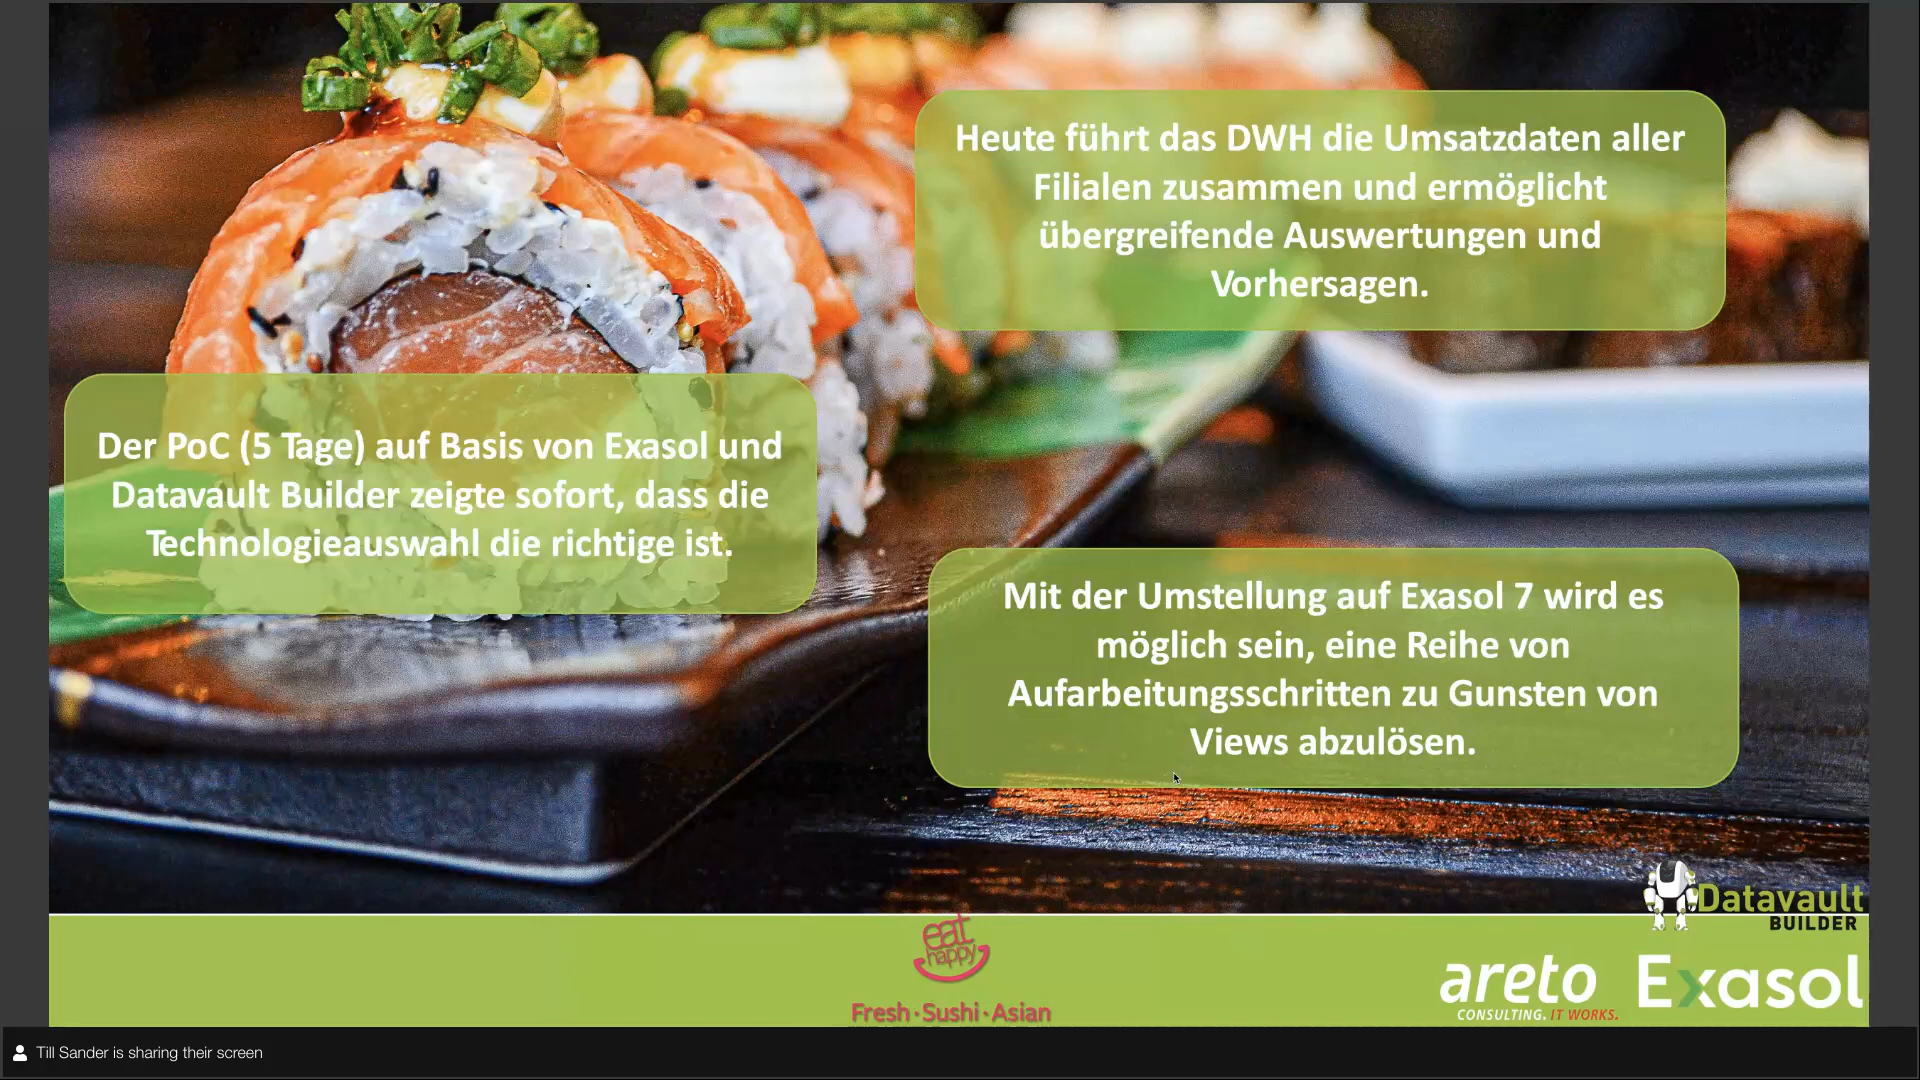 Heute führt das DWH die Umsatzdaten aller
Filialen zusammen und ermöglicht
übergreifende Auswertungen und
Vorhersagen.
Der PoC (5 Tage) auf Basis von Exasol und
Datavault Builder zeigte sofort, dass die
Technologieauswahl die richtige ist.
Mit der Umstellung auf Exasol 7 wird es
möglich sein, eine Reihe von
Aufarbeitungsschritten zu Gunsten von
Views abzulösen.
Datavault
BUILDER
eat
happy
Fresh · Sushi · Asian
areto
CONSULTING. IT WORKS.
Exasol
Till Sander is sharing their screen